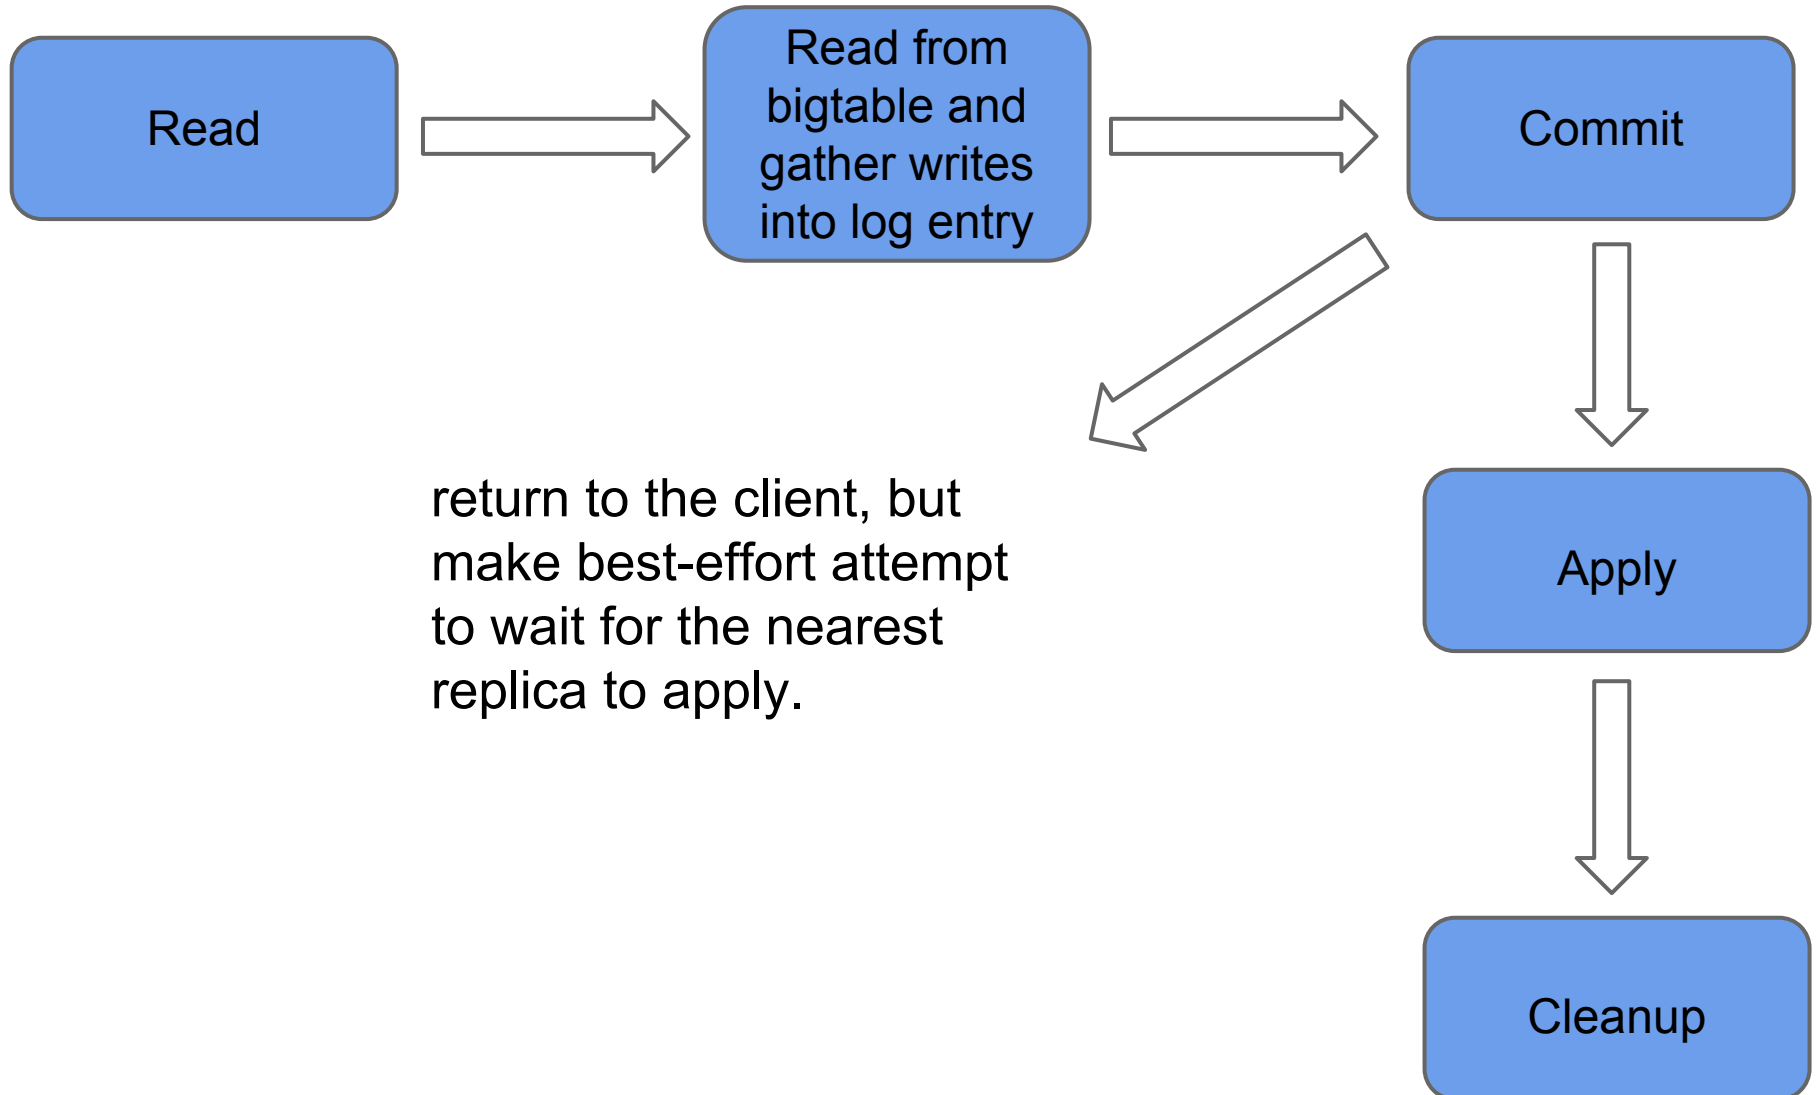 Read
Read from
bigtable and
gather writes
into log entry
Commit
return to the client, but
make best-effort attempt
to wait for the nearest
replica to apply.
Apply
Cleanup